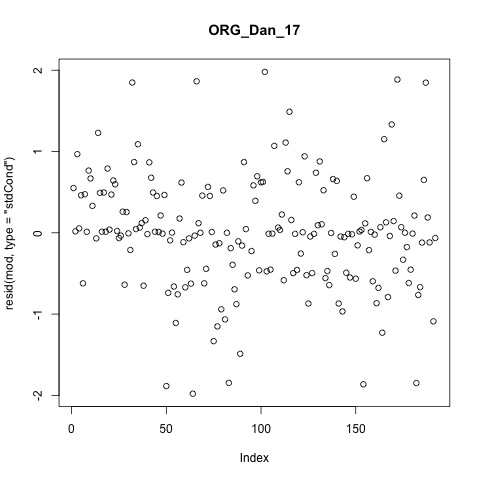 ORG_Dan_17
resid(mod, type = "stdCond")
2
1
0
-1
-2
0 50 100 150
Index